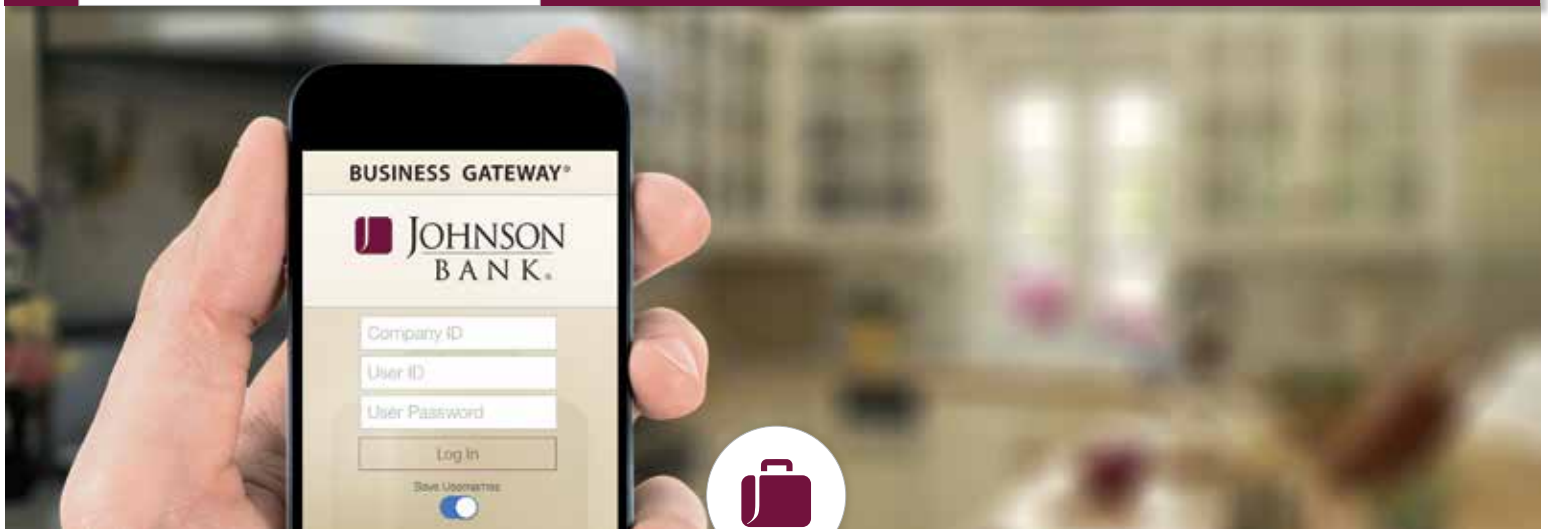 BUSINESS GATEWAY®
JOHNSON
BANK®
Company ID
User ID
User Password
Log In
Save Username